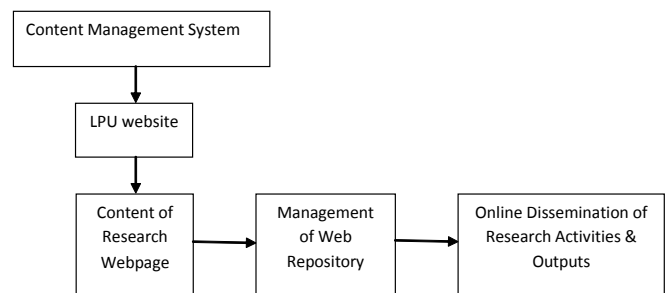 Content Management System
LPU website
Content of
Research
Webpage
Management
of Web
Repository
Online Dissemination of
Research Activities &
Outputs